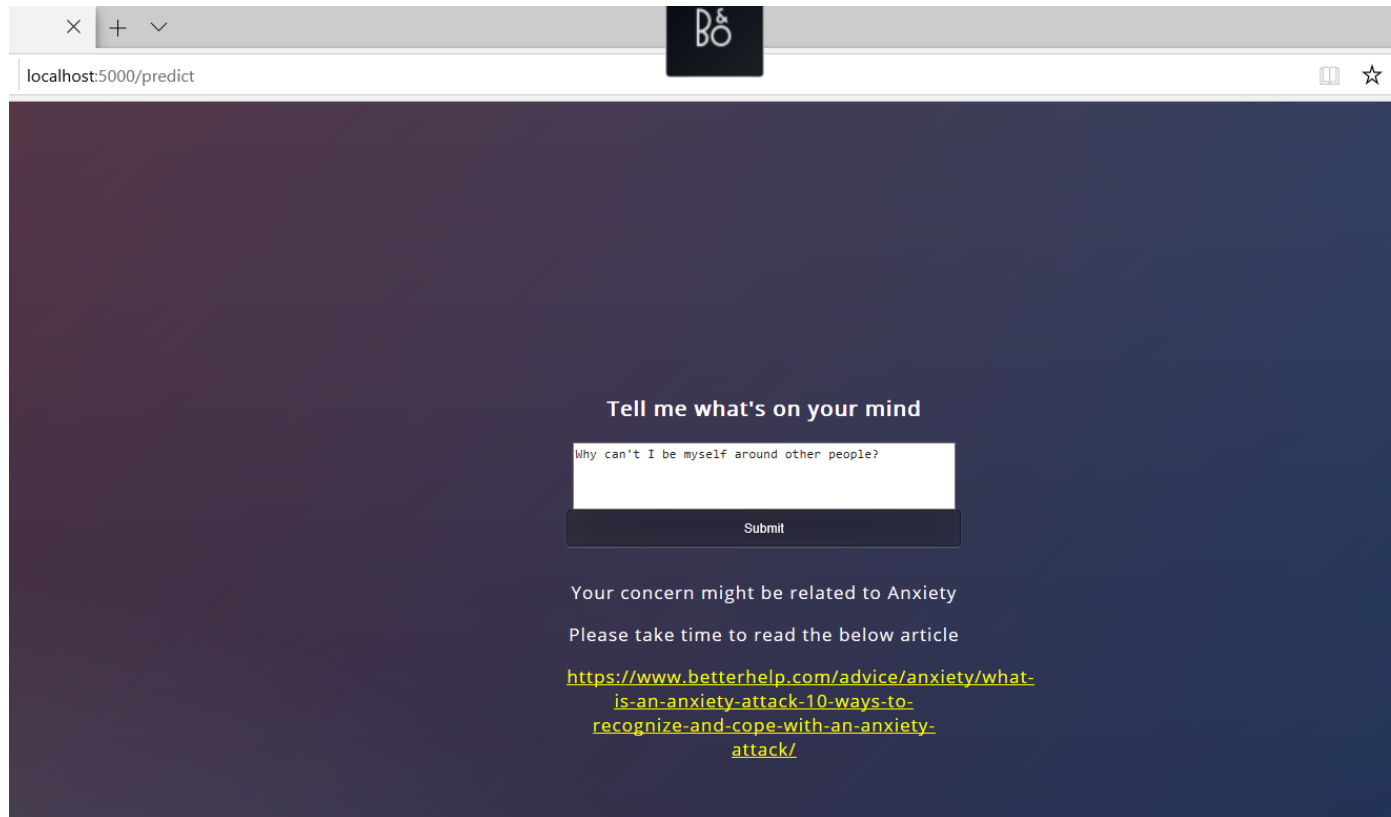 B&O
localhost:5000/predict
Tell me what's on your mind
Why can't I be myself around other people?
Submit
Your concern might be related to Anxiety
Please take time to read the below article
https://www.betterhelp.com/advice/anxiety/what-
is-an-anxiety-attack-10-ways-to-
recognize-and-cope-with-an-anxiety-
attack/